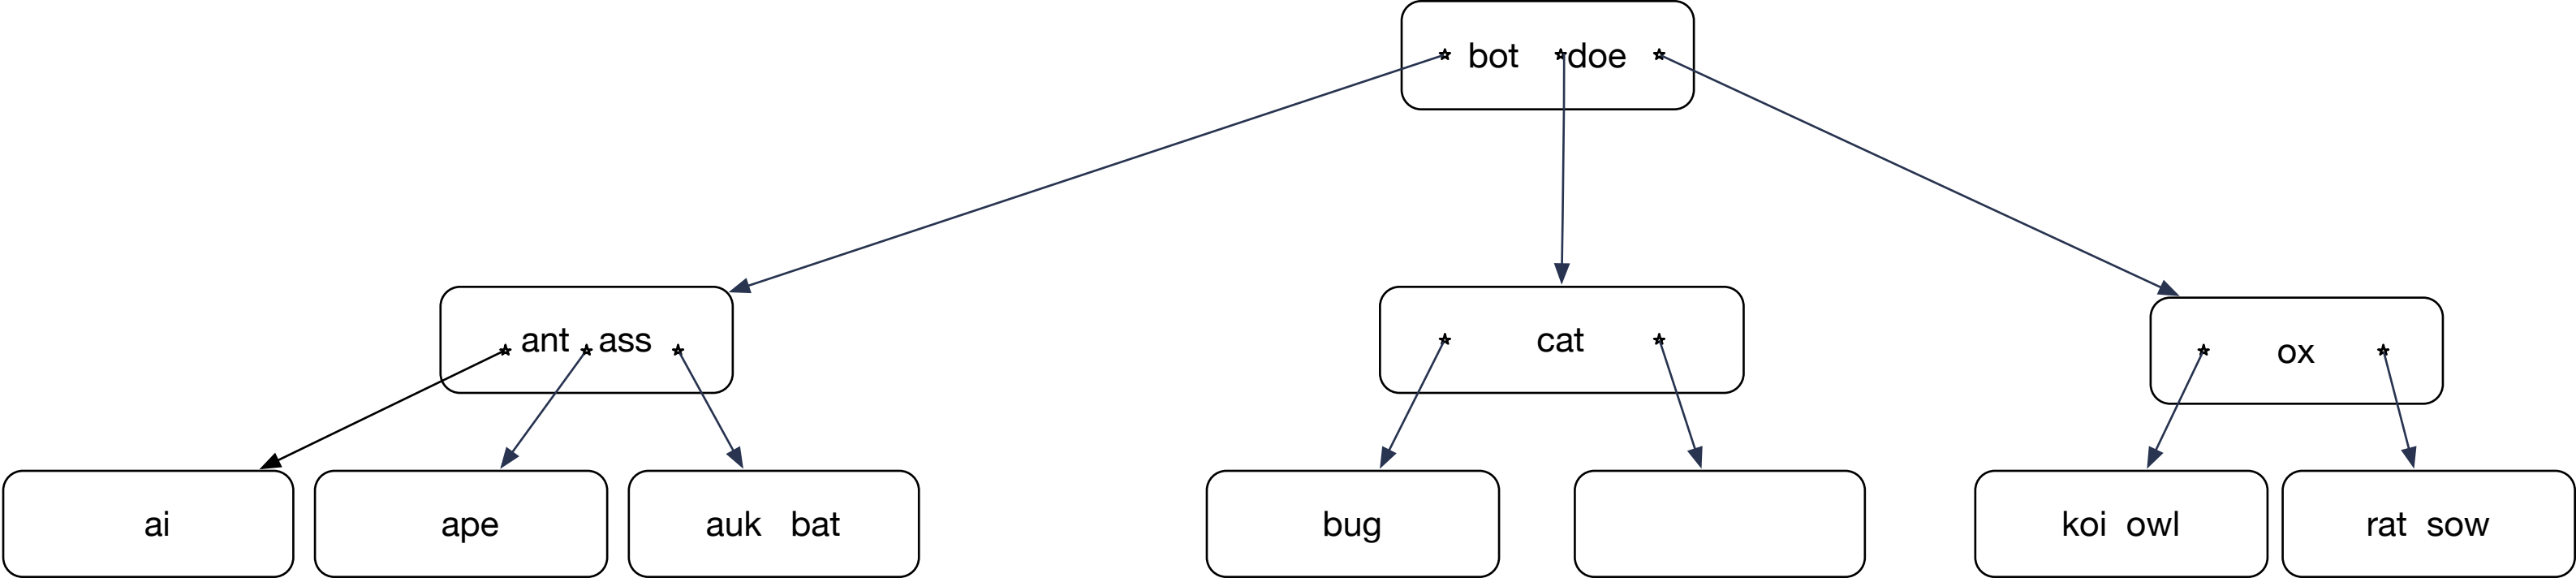 bot doe
ant ass
cat
ox
ai
ape
auk bat
bug
koi owl
rat sow